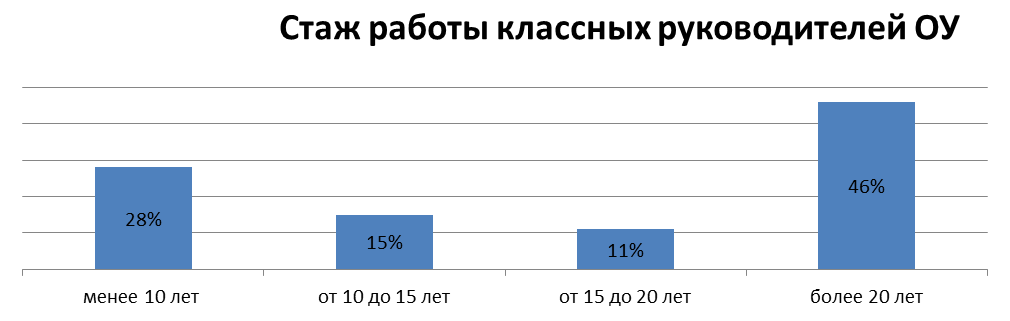 Стаж работы классных руководителей ОУ
28%
15%
11%
46%
менее 10 лет
от 10 до 15 лет
от 15 до 20 лет
более 20 лет